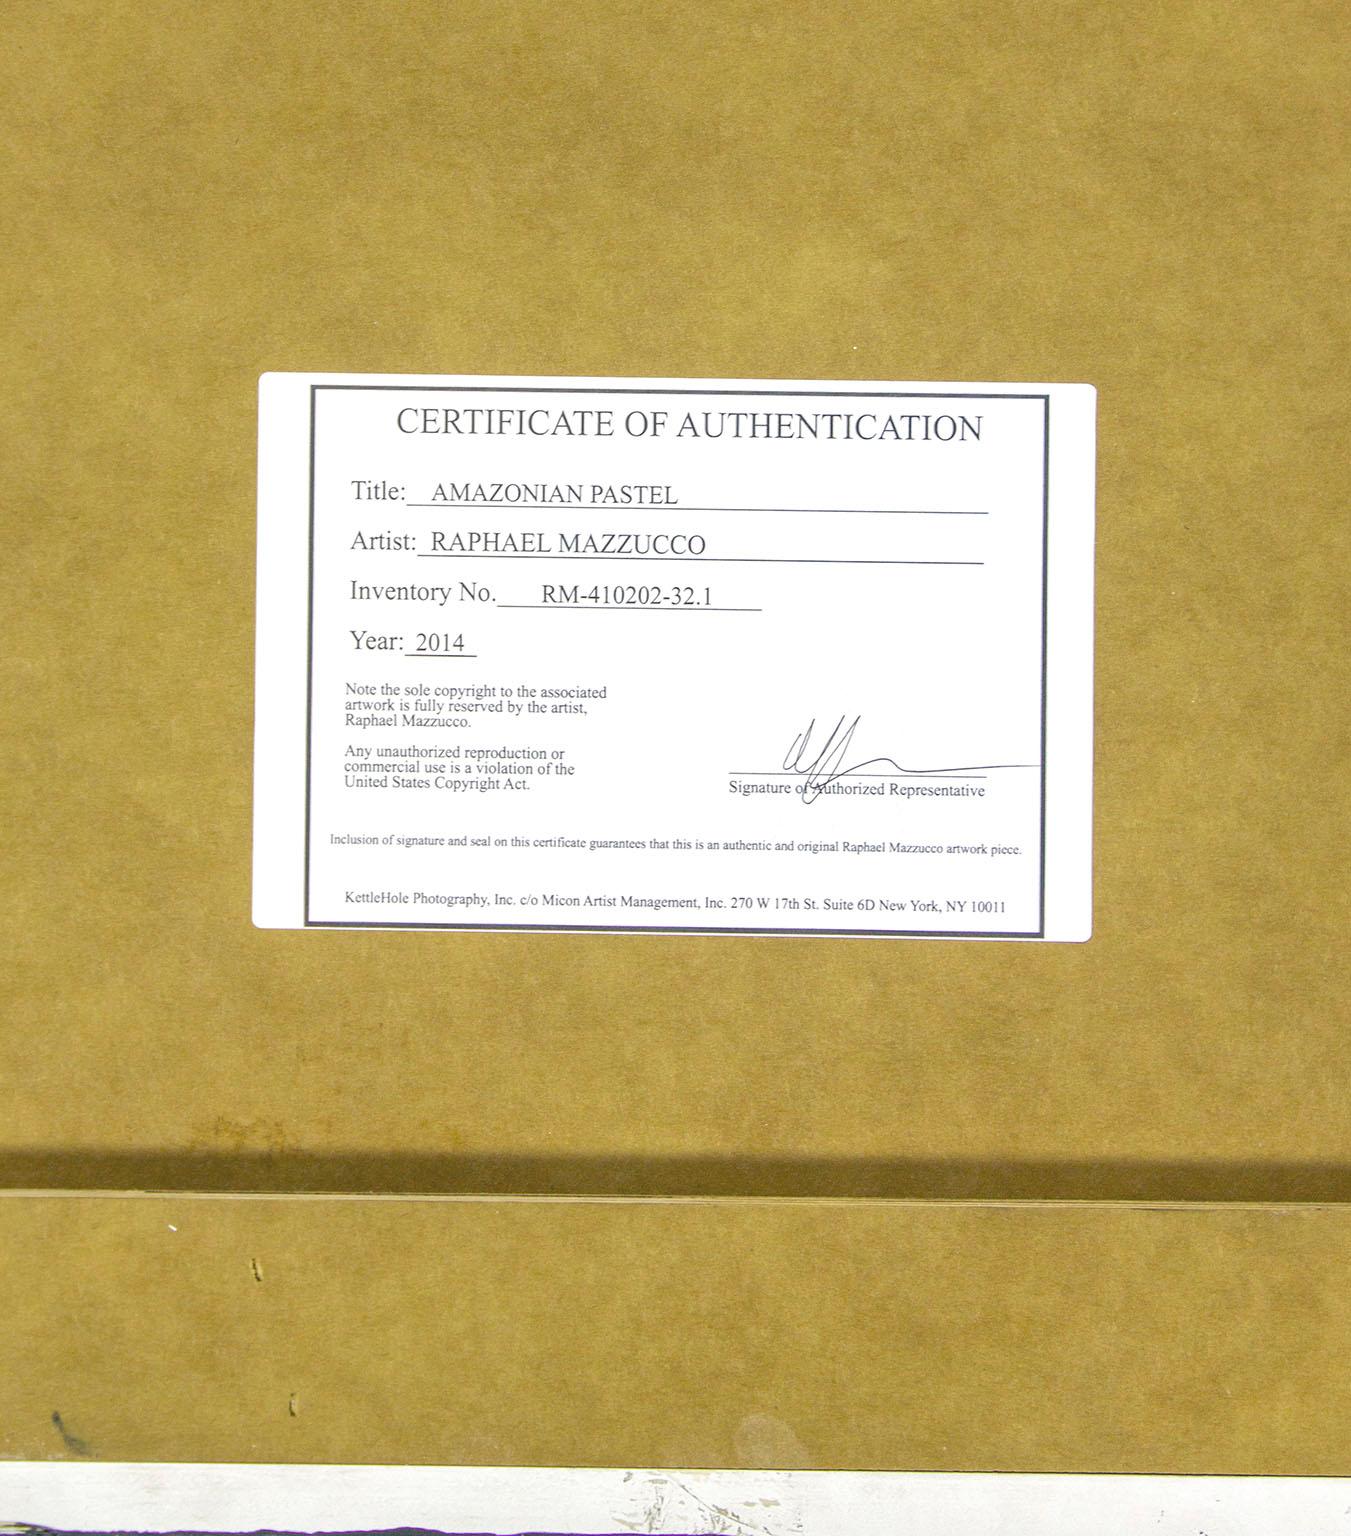 CERTIFICATE OF AUTHENTICATION
Title: AMAZONIAN PASTEL
Artist: RAPHAEL MAZZUCCO
Inventory No. RM-410202-32.1
Year: 2014
Note the sole copyright to the associated
artwork is fully reserved by the artist,
Raphael Mazzucco.
Any unauthorized reproduction or
commercial use is a violation of the
United States Copyright Act.
Signature of Authorized Representative
Inclusion of signature and seal on this certificate guarantees that this is an authentic and original Raphael Mazzucco artwork piece.
KettleHole Photography, Inc. c/o Micon Artist Management, Inc. 270 W 17th St. Suite 6D New York, NY 10011